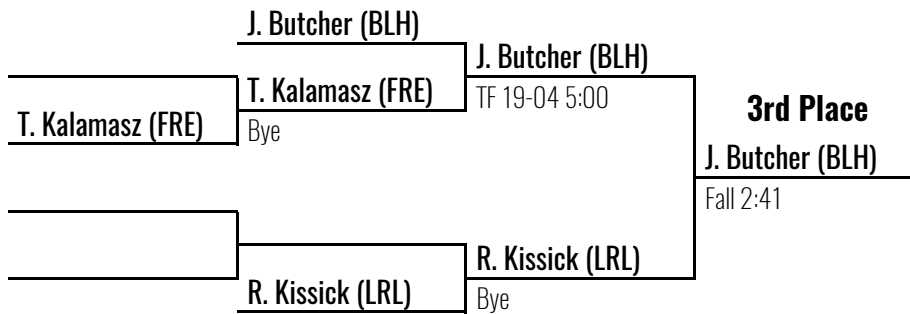 J. Butcher (BLH)
J. Butcher (BLH)
T. Kalamasz (FRE)
TF 19-04 5:00
3rd Place
T. Kalamasz (FRE)
Bye
J. Butcher (BLH)
Fall 2:41
R. Kissick (LRL)
R. Kissick (LRL)
Bye